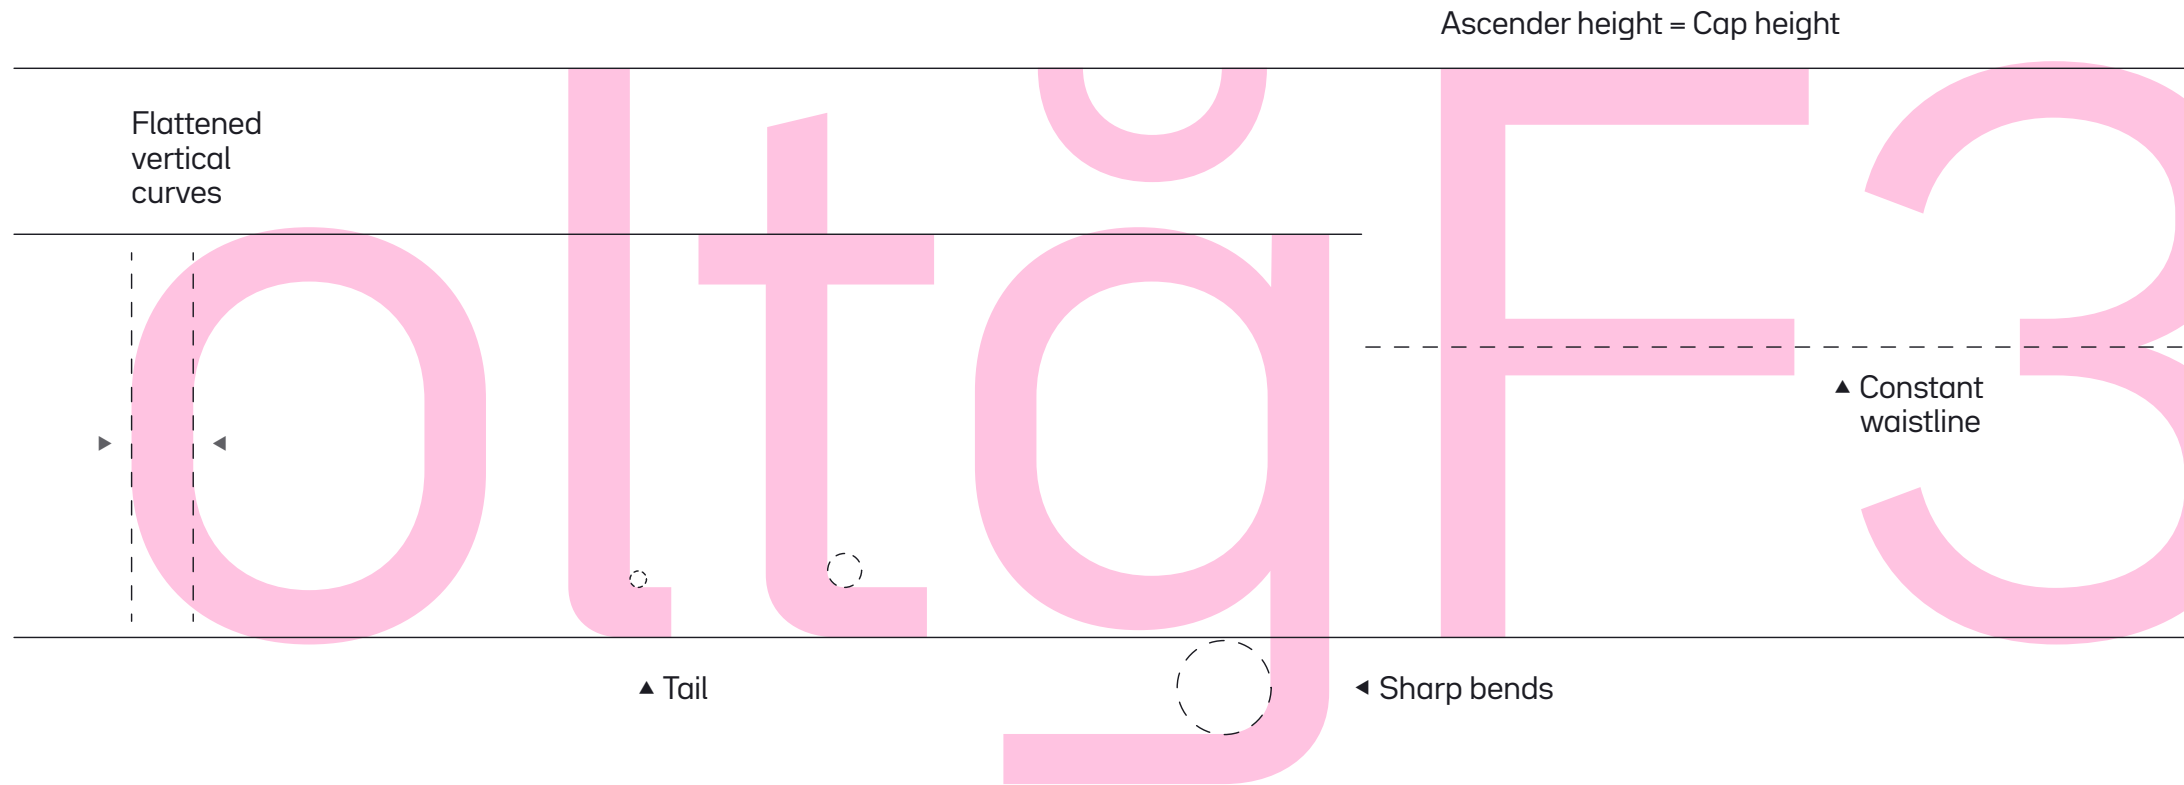 Ascender height = Cap height
Flattened
vertical
curves
oltğF3
Constant
waistline
Tail
Sharp bends